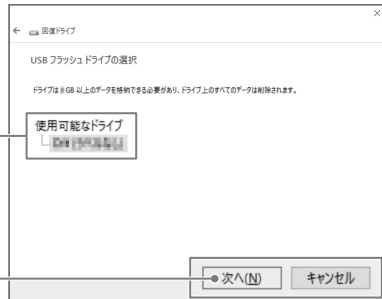 回復ドライブ
USB フラッシュ ドライブの選択
ドライブは GB 以上のデータを格納できる必要があり、ドライブ上のすべてのデータは削除されます。
使用可能なドライブ
次へ(N)
キャンセル